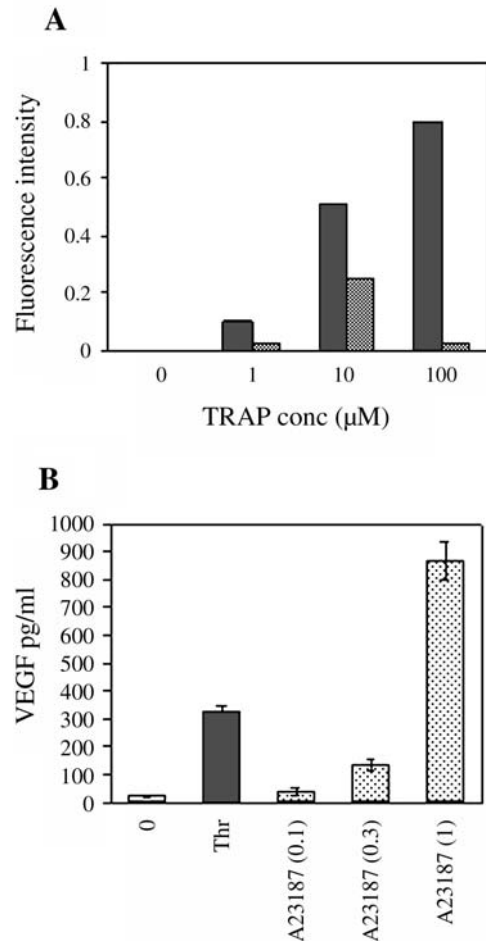 A
Fluorescence intensity
1
0.8
0.6
0.4
0.2
0
0 1 10 100
TRAP conc (µM)
B
VEGF pg/ml
1000
900
800
700
600
500
400
300
200
100
0
0 Thr A23187 (0.1) A23187 (0.3) A23187 (1)